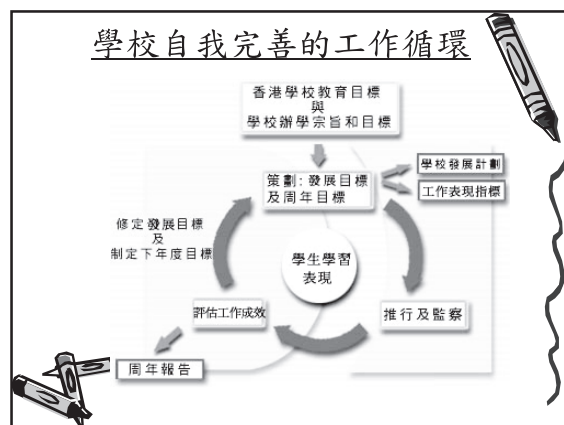 學校自我完善的工作循環
香港學校教育目標
與
學校辦學宗旨和目標
策劃:發展目標
及周年目標
學校發展計劃
工作表現指標
修定發展目標
及
制定下年度目標
學生學習
表現
評估工作成效
推行及監察
周年報告